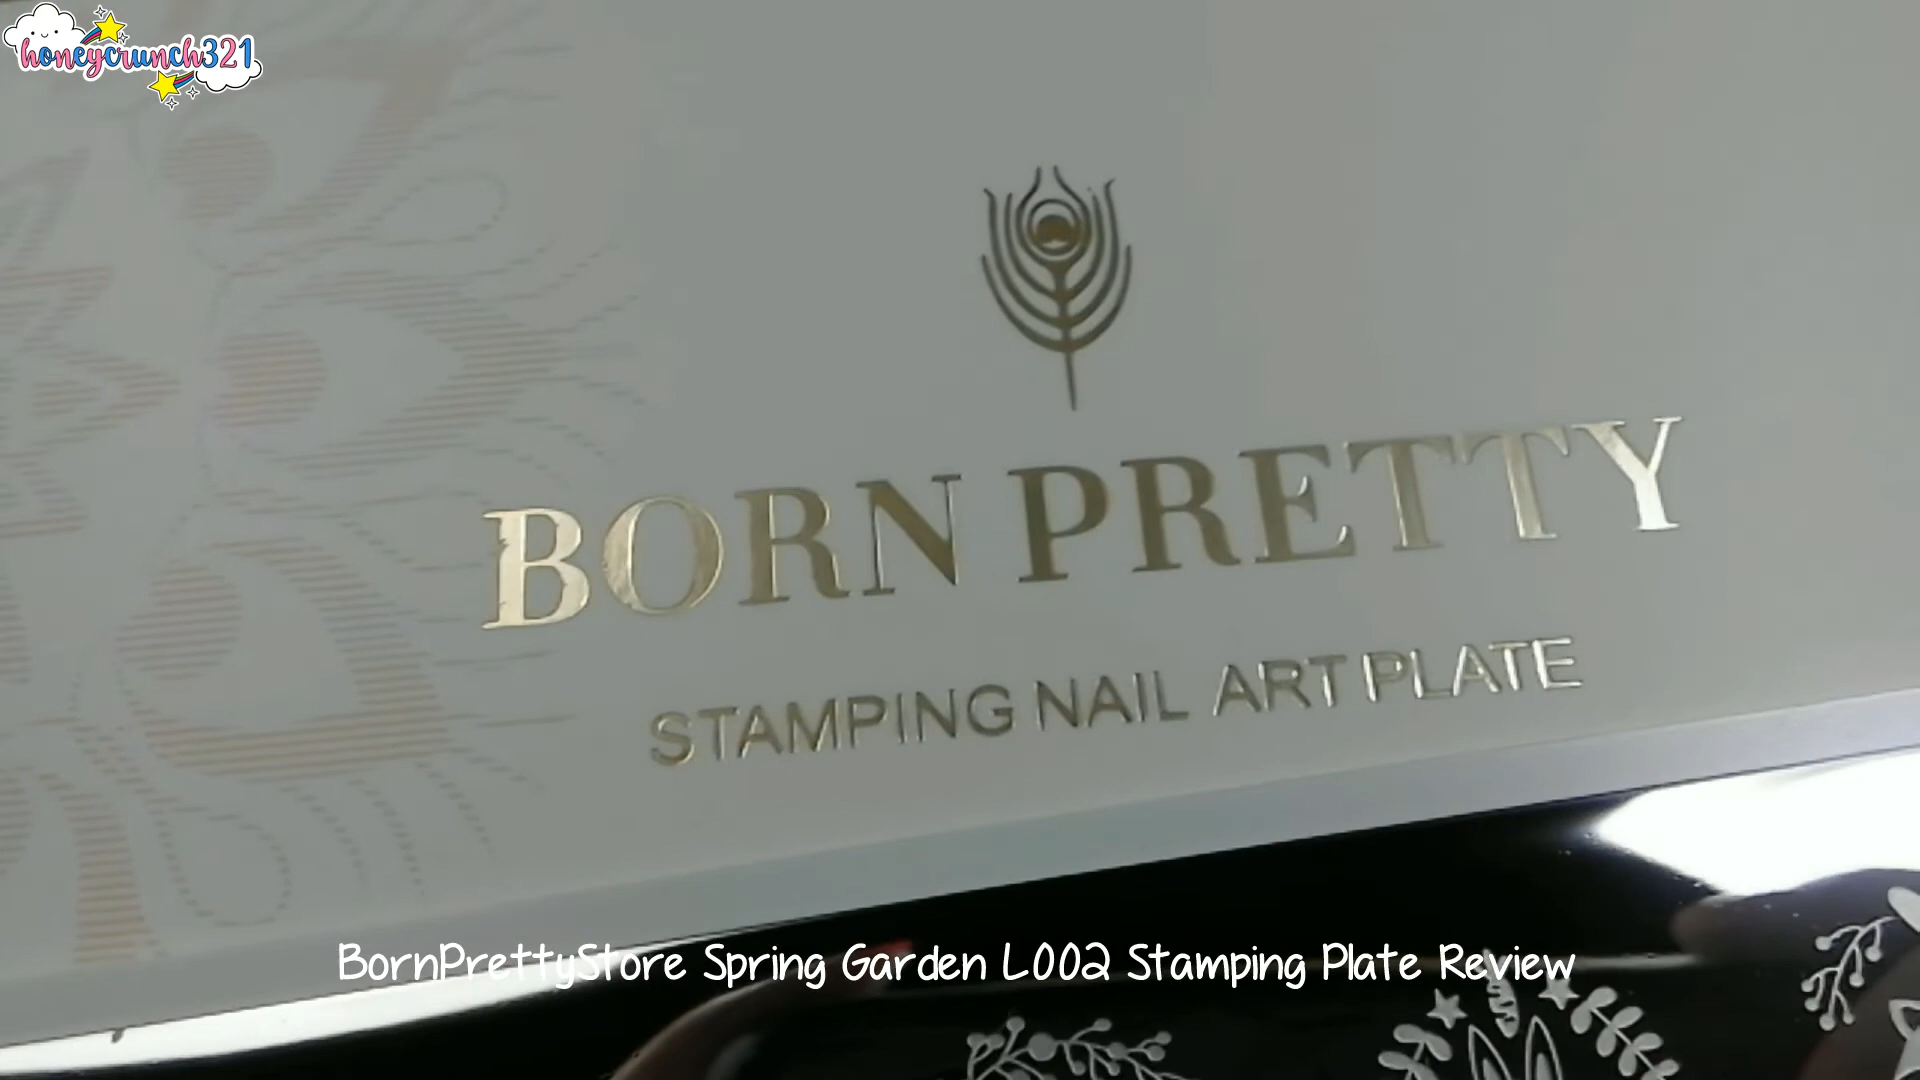 honeycrunch321
BORN PRETTY
STAMPING NAIL ART PLATE
BornPrettyStore Spring Garden L002 Stamping Plate Review